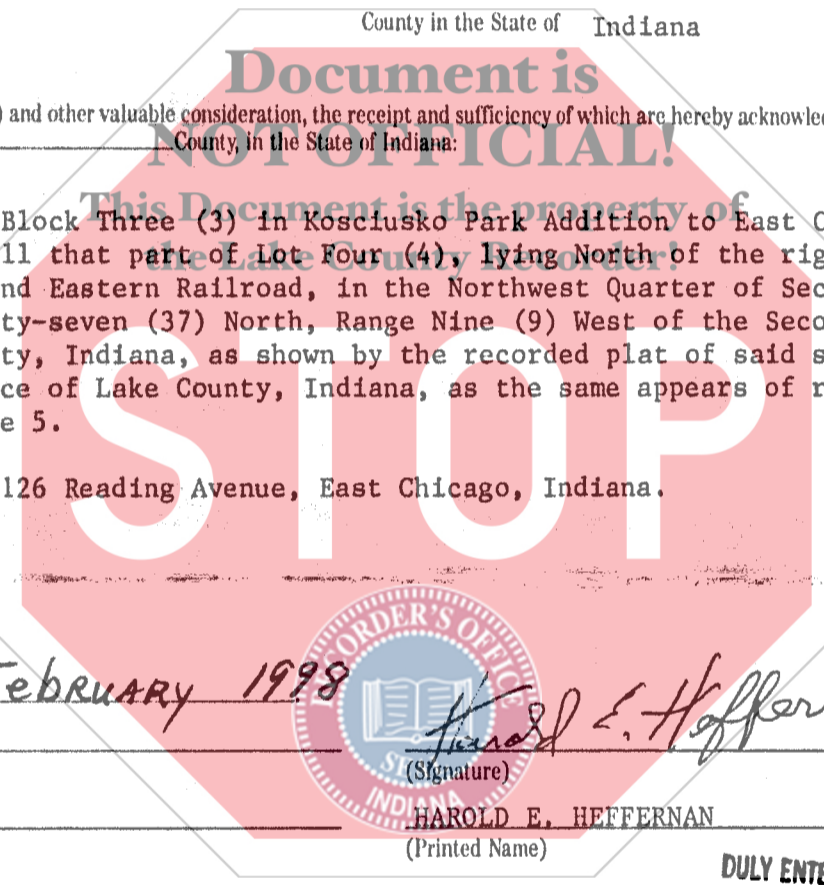 County in the State of Indiana
Document is
) and other valuable consideration, the receipt and sufficiency of which are hereby acknowled
NOT OFFICIAL!
County, in the State of Indiana:
This Document is the property of
Block Three (3) in Kosciusko Park Addition to East C
11 that part of Lot Four (4), lying North of the rig
the Lake County Recorder!
nd Eastern Railroad, in the Northwest Quarter of Sec
ty-seven (37) North, Range Nine (9) West of the Seco
ty, Indiana, as shown by the recorded plat of said s
ce of Lake County, Indiana, as the same appears of r
e 5.
STOP
126 Reading Avenue, East Chicago, Indiana.
RECORDER'S OFFICE
February 1998
Harold E. Heffer
SEAL
(Signature)
INDIANA
HAROLD E. HEFFERNAN
(Printed Name)
DULY ENTE